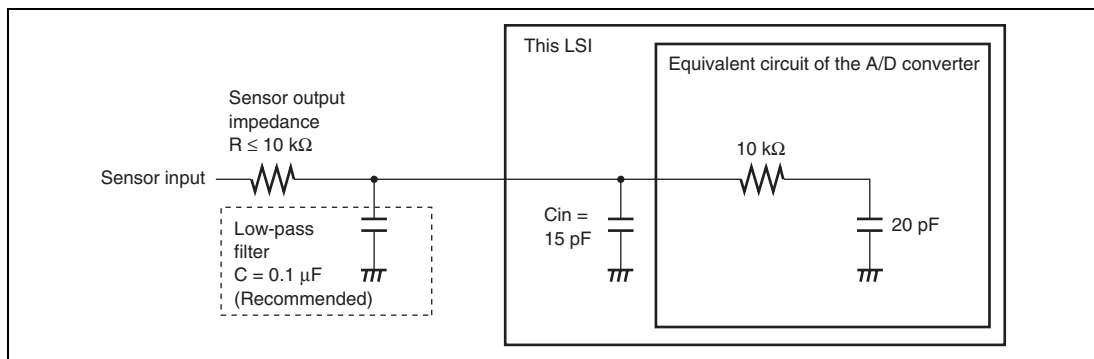 This LSI
Equivalent circuit of the A/D converter
Sensor output
impedance
R ≤ 10 kΩ
10 kΩ
Sensor input
Low-pass
filter
C = 0.1 μF
(Recommended)
Cin =
15 pF
20 pF